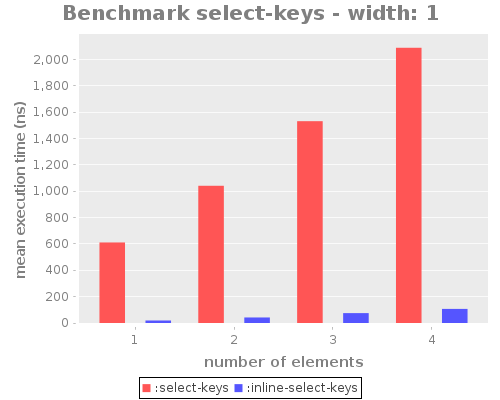 Benchmark select-keys - width: 1
mean execution time (ns)
2,000
1,800
1,600
1,400
1,200
1,000
800
600
400
200
0
1 2 3 4
number of elements
:select-keys :inline-select-keys